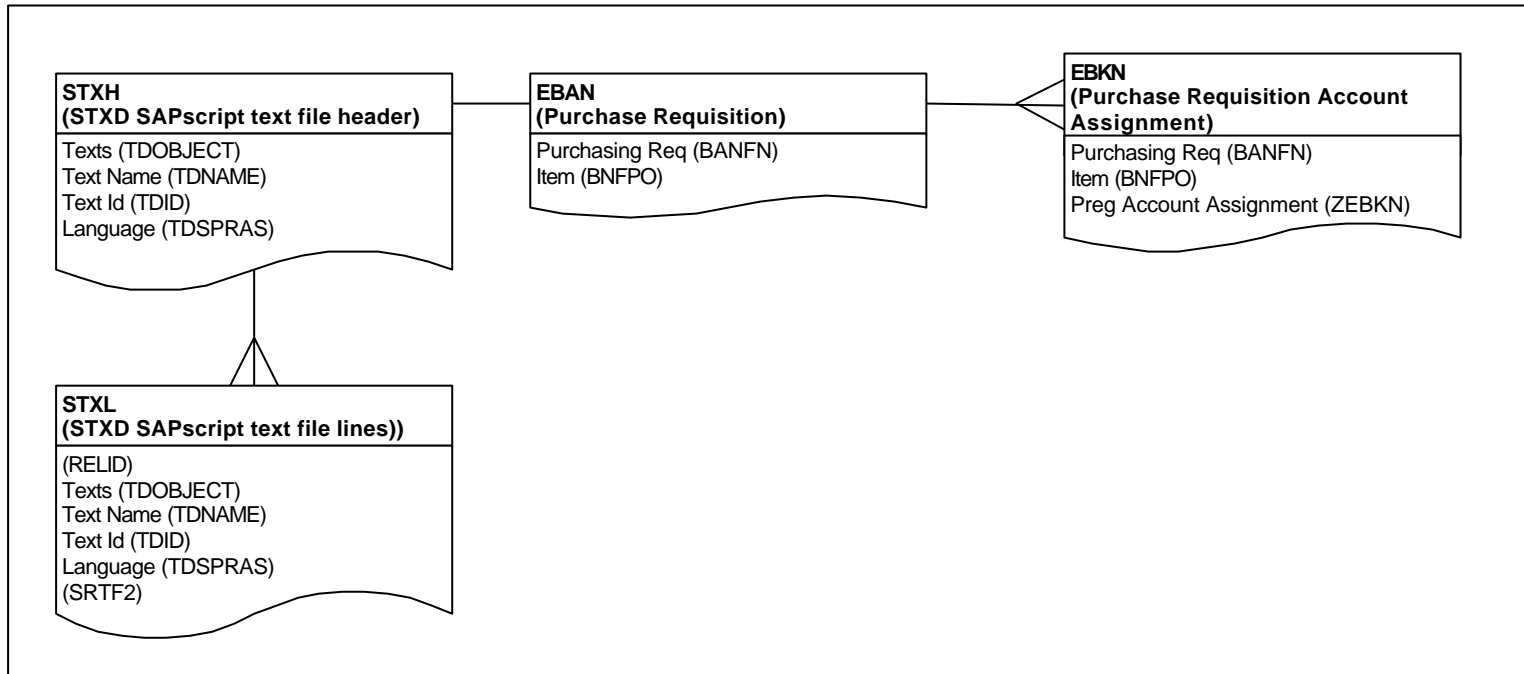 STXH
(STXD SAPscript text file header)
Texts (TDOBJECT)
Text Name (TDNAME)
Text Id (TDID)
Language (TDSPRAS)
EBAN
(Purchase Requisition)
Purchasing Req (BANFN)
Item (BNFPO)
EBKN
(Purchase Requisition Account
Assignment)
Purchasing Req (BANFN)
Item (BNFPO)
Preg Account Assignment (ZEBKN)
STXL
(STXD SAPscript text file lines))
(RELID)
Texts (TDOBJECT)
Text Name (TDNAME)
Text Id (TDID)
Language (TDSPRAS)
(SRTF2)